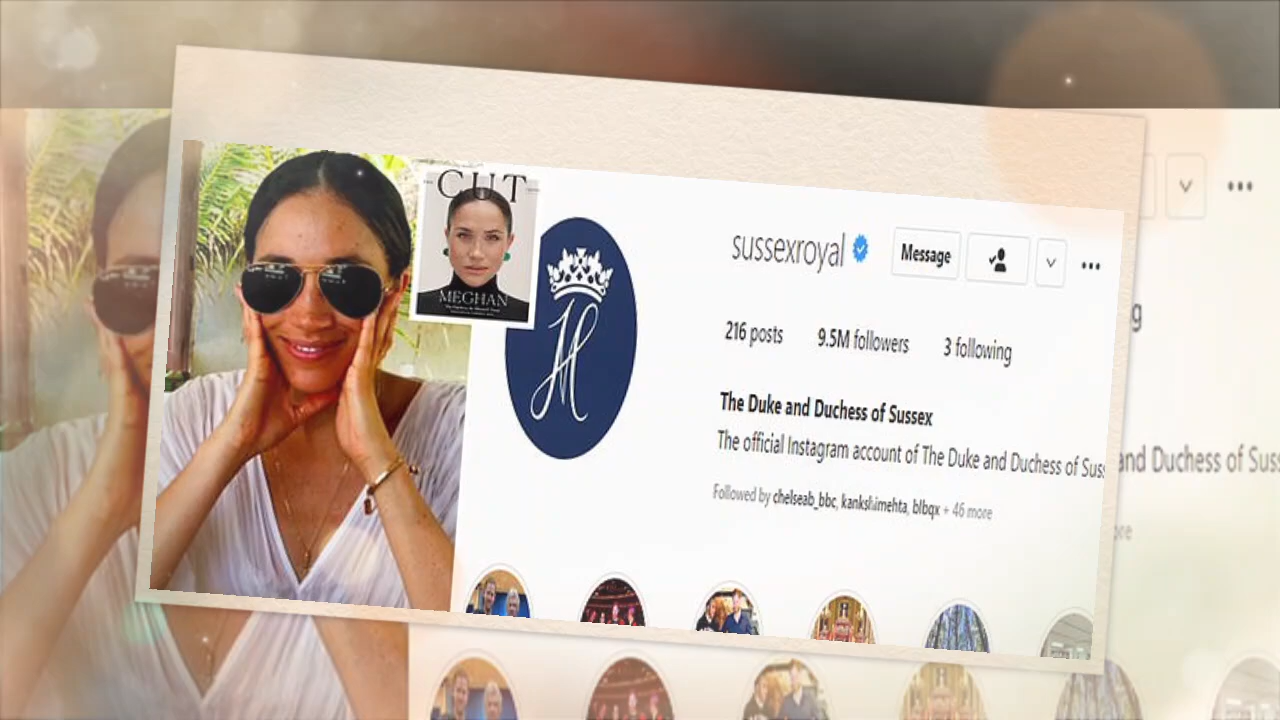 CUT
MEGHAN
sussexroyal
Message
216 posts 9.5M followers 3 following
The Duke and Duchess of Sussex
The official Instagram account of The Duke and Duchess of Suss
Followed by chelseab_bbc, kankshimehta, blbqx + 46 more
and Duchess of Suss